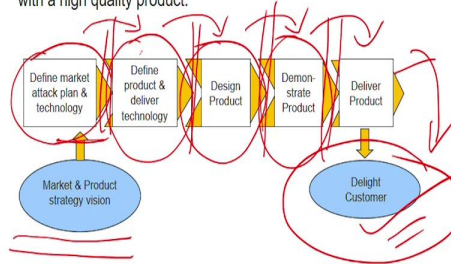 with a high quality product.
Define market
attack plan &
technology
Define
product &
deliver
technology
Design
Product
Demon-
strate
Product
Deliver
Product
Market & Product
strategy vision
Delight
Customer